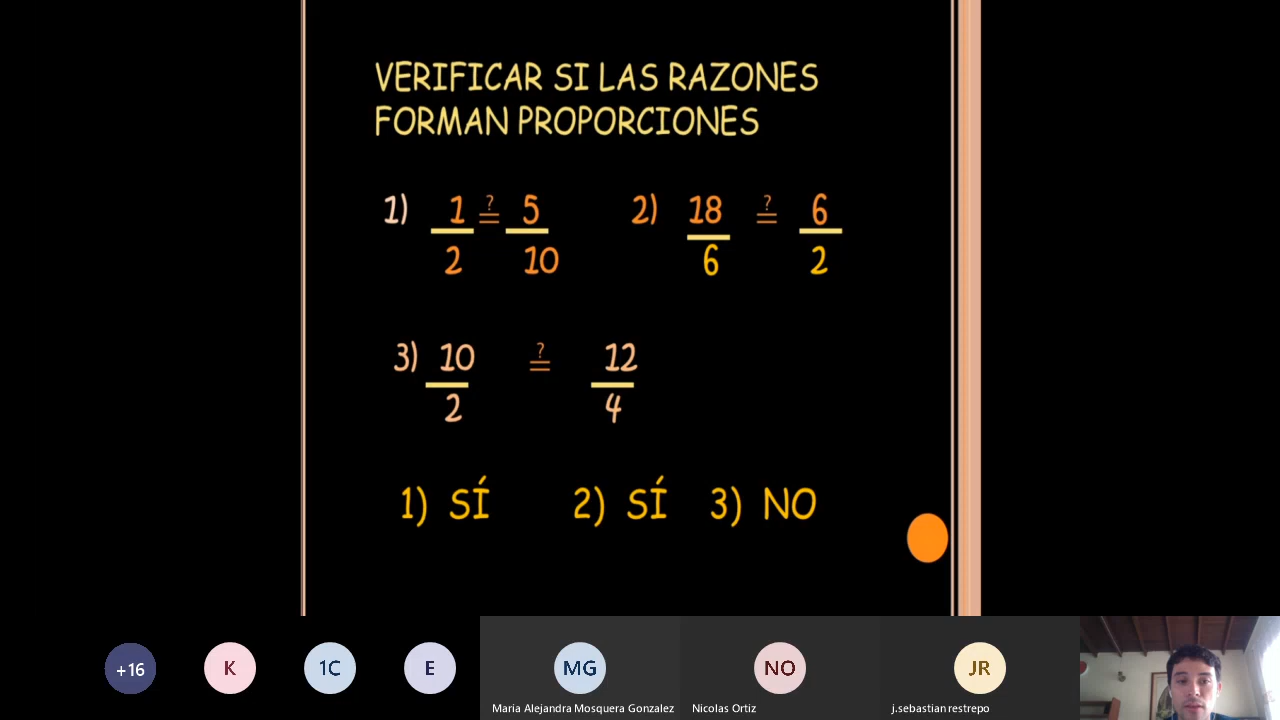 VERIFICAR SI LAS RAZONES
FORMAN PROPORCIONES
1) 1/2 ?= 5/10 2) 18/6 ?= 6/2
3) 10/2 ?= 12/4
1) SÍ 2) SÍ 3) NO
+16 K 1C E MG NO JR
Maria Alejandra Mosquera Gonzalez Nicolas Ortiz j.sebastian restrepo